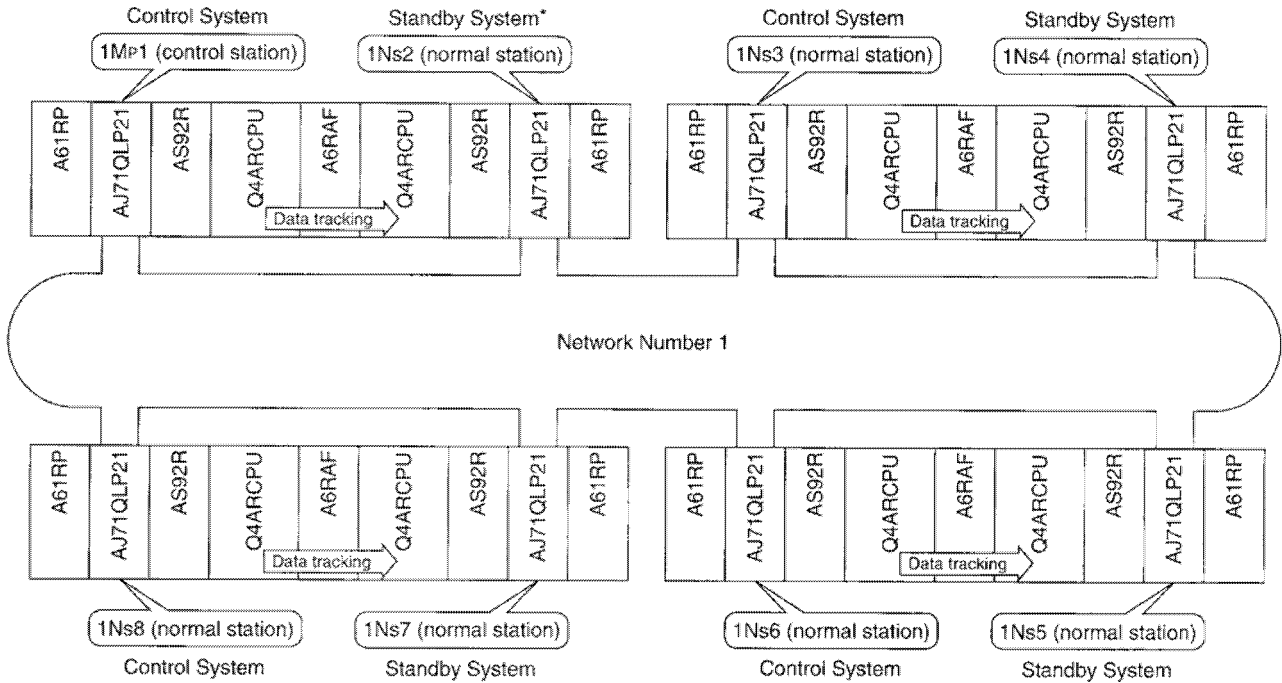 Control System
Standby System*
Control System
Standby System
1MP1 (control station)
1Ns2 (normal station)
1Ns3 (normal station)
1Ns4 (normal station)
A61RP
AJ71QLP21
AS92R
Q4ARCPU
A6RAF
Q4ARCPU
AS92R
AJ71QLP21
A61RP
Data tracking
A61RP
AJ71QLP21
AS92R
Q4ARCPU
A6RAF
Q4ARCPU
AS92R
AJ71QLP21
A61RP
Data tracking
Network Number 1
A61RP
AJ71QLP21
AS92R
Q4ARCPU
A6RAF
Q4ARCPU
AS92R
AJ71QLP21
A61RP
Data tracking
A61RP
AJ71QLP21
AS92R
Q4ARCPU
A6RAF
Q4ARCPU
AS92R
AJ71QLP21
A61RP
Data tracking
1Ns8 (normal station)
1Ns7 (normal station)
1Ns6 (normal station)
1Ns5 (normal station)
Control System
Standby System
Control System
Standby System